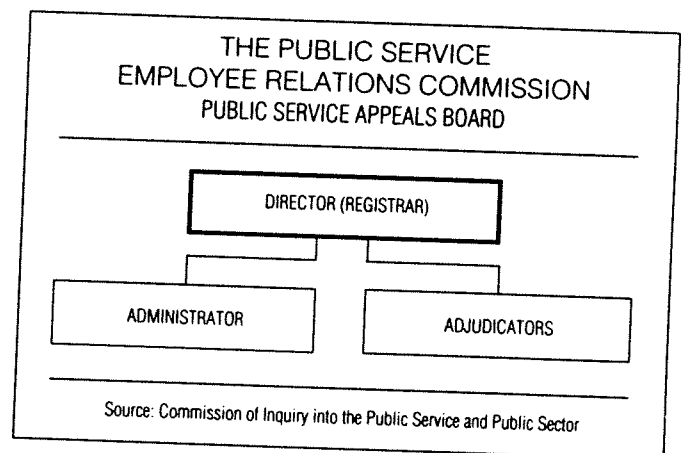 THE PUBLIC SERVICE
EMPLOYEE RELATIONS COMMISSION
PUBLIC SERVICE APPEALS BOARD
DIRECTOR (REGISTRAR)
ADMINISTRATOR
ADJUDICATORS
Source: Commission of Inquiry into the Public Service and Public Sector